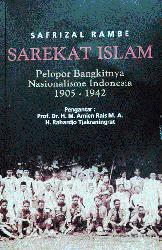 SAFRIZAL RAMBE
SAREKAT ISLAM
Pelopor Bangkitnya
Nasionalisme Indonesia
1905 - 1942
Pengantar :
Prof. Dr. H. M. Amien Rais M. A.
H. Rahardjo Tjakraningrat